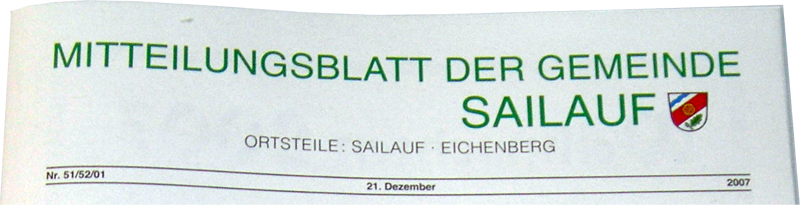 MITTEILUNGSBLATT DER GEMEINDE
SAILAUF
ORTSTEILE: SAILAUF · EICHENBERG
Nr. 51/52/01 21. Dezember 2007